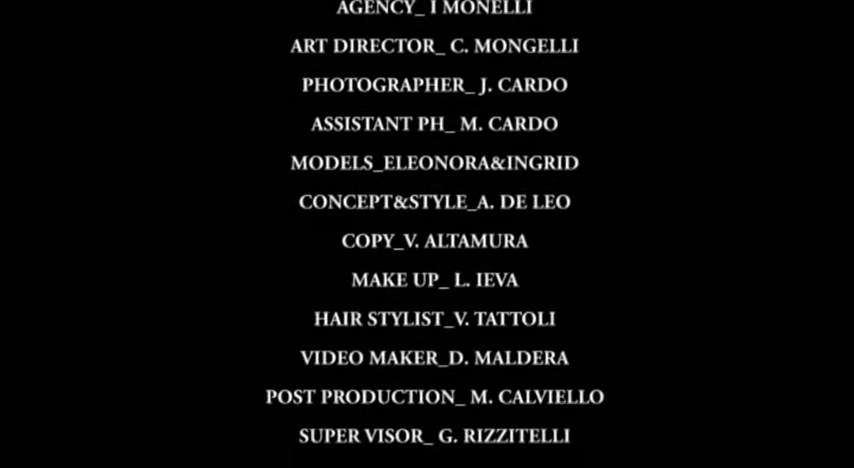 AGENCY_ I MONELLI
ART DIRECTOR_ C. MONGELLI
PHOTOGRAPHER_ J. CARDO
ASSISTANT PH_ M. CARDO
MODELS_ELEONORA&INGRID
CONCEPT&STYLE_A. DE LEO
COPY_V. ALTAMURA
MAKE UP_ L. IEVA
HAIR STYLIST_V. TATTOLI
VIDEO MAKER_D. MALDERA
POST PRODUCTION_ M. CALVIELLO
SUPER VISOR_ G. RIZZITELLI